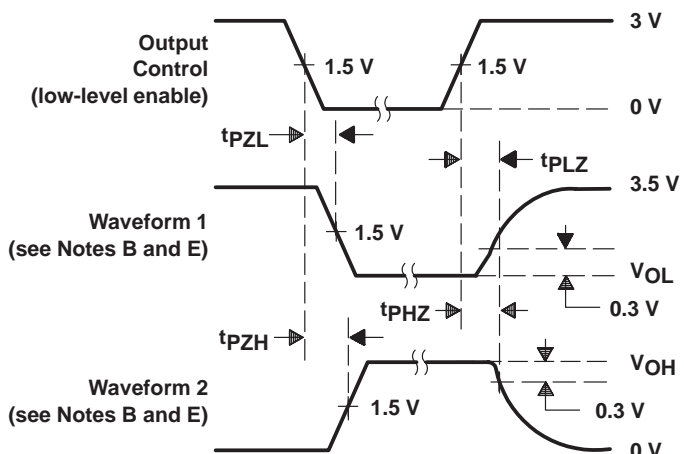 3 V
Output
Control
(low-level enable)
1.5 V
1.5 V
0 V
tPZL
tPLZ
3.5 V
Waveform 1
(see Notes B and E)
1.5 V
VOL
0.3 V
tPHZ
tPZH
VOH
Waveform 2
(see Notes B and E)
1.5 V
0.3 V
0 V